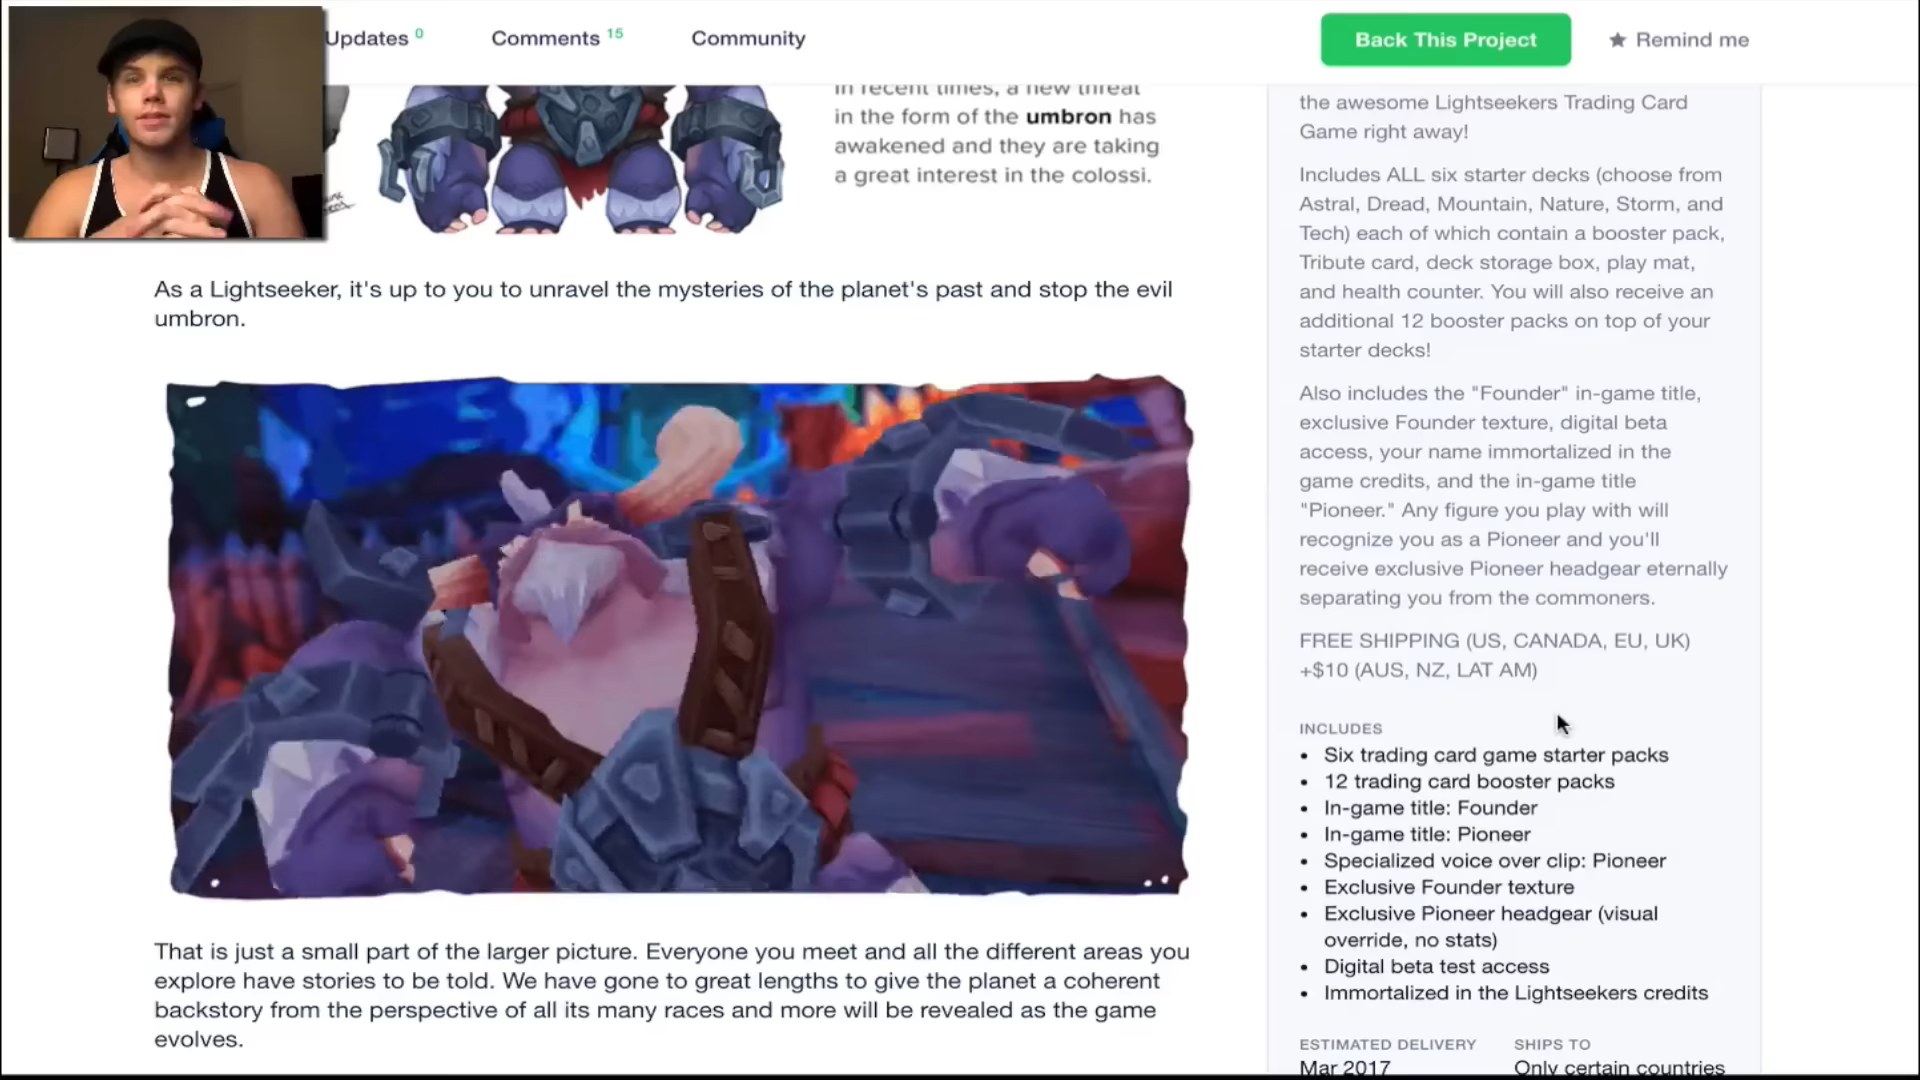 Updates 0
Comments 15
Community
Back This Project
★ Remind me
In recent times, a new threat
in the form of the umbron has
awakened and they are taking
a great interest in the colossi.
As a Lightseeker, it's up to you to unravel the mysteries of the planet's past and stop the evil
umbron.
That is just a small part of the larger picture. Everyone you meet and all the different areas you
explore have stories to be told. We have gone to great lengths to give the planet a coherent
backstory from the perspective of all its many races and more will be revealed as the game
evolves.
the awesome Lightseekers Trading Card
Game right away!
Includes ALL six starter decks (choose from
Astral, Dread, Mountain, Nature, Storm, and
Tech) each of which contain a booster pack,
Tribute card, deck storage box, play mat,
and health counter. You will also receive an
additional 12 booster packs on top of your
starter decks!
Also includes the "Founder" in-game title,
exclusive Founder texture, digital beta
access, your name immortalized in the
game credits, and the in-game title
"Pioneer." Any figure you play with will
recognize you as a Pioneer and you'll
receive exclusive Pioneer headgear eternally
separating you from the commoners.
FREE SHIPPING (US, CANADA, EU, UK)
+$10 (AUS, NZ, LAT AM)
INCLUDES
• Six trading card game starter packs
• 12 trading card booster packs
• In-game title: Founder
• In-game title: Pioneer
• Specialized voice over clip: Pioneer
• Exclusive Founder texture
• Exclusive Pioneer headgear (visual
override, no stats)
• Digital beta test access
• Immortalized in the Lightseekers credits
ESTIMATED DELIVERY
Mar 2017
SHIPS TO
Only certain countries